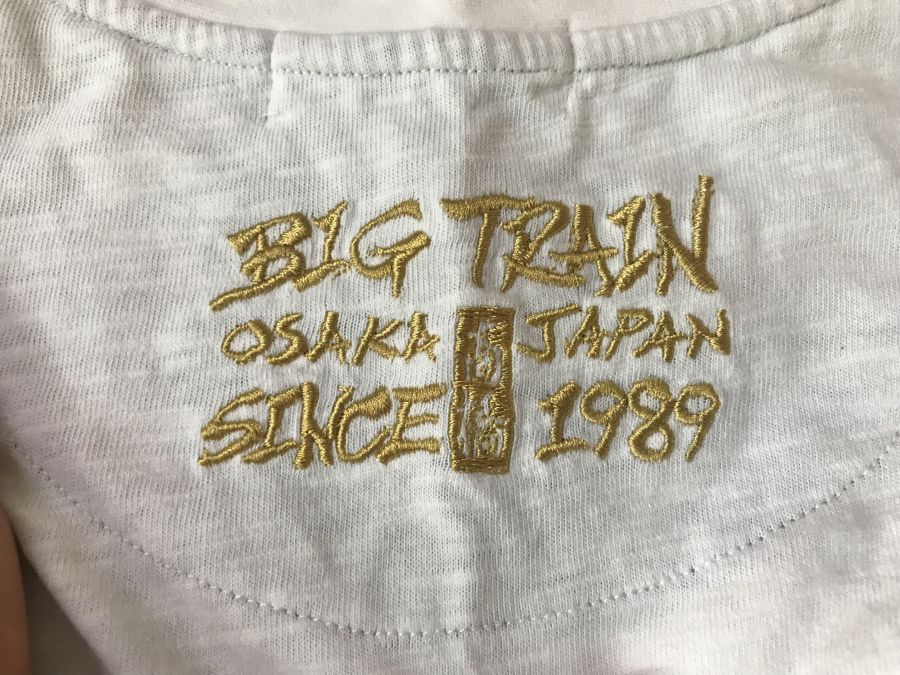 BIG TRAIN
OSAKA JAPAN
SINCE 1989